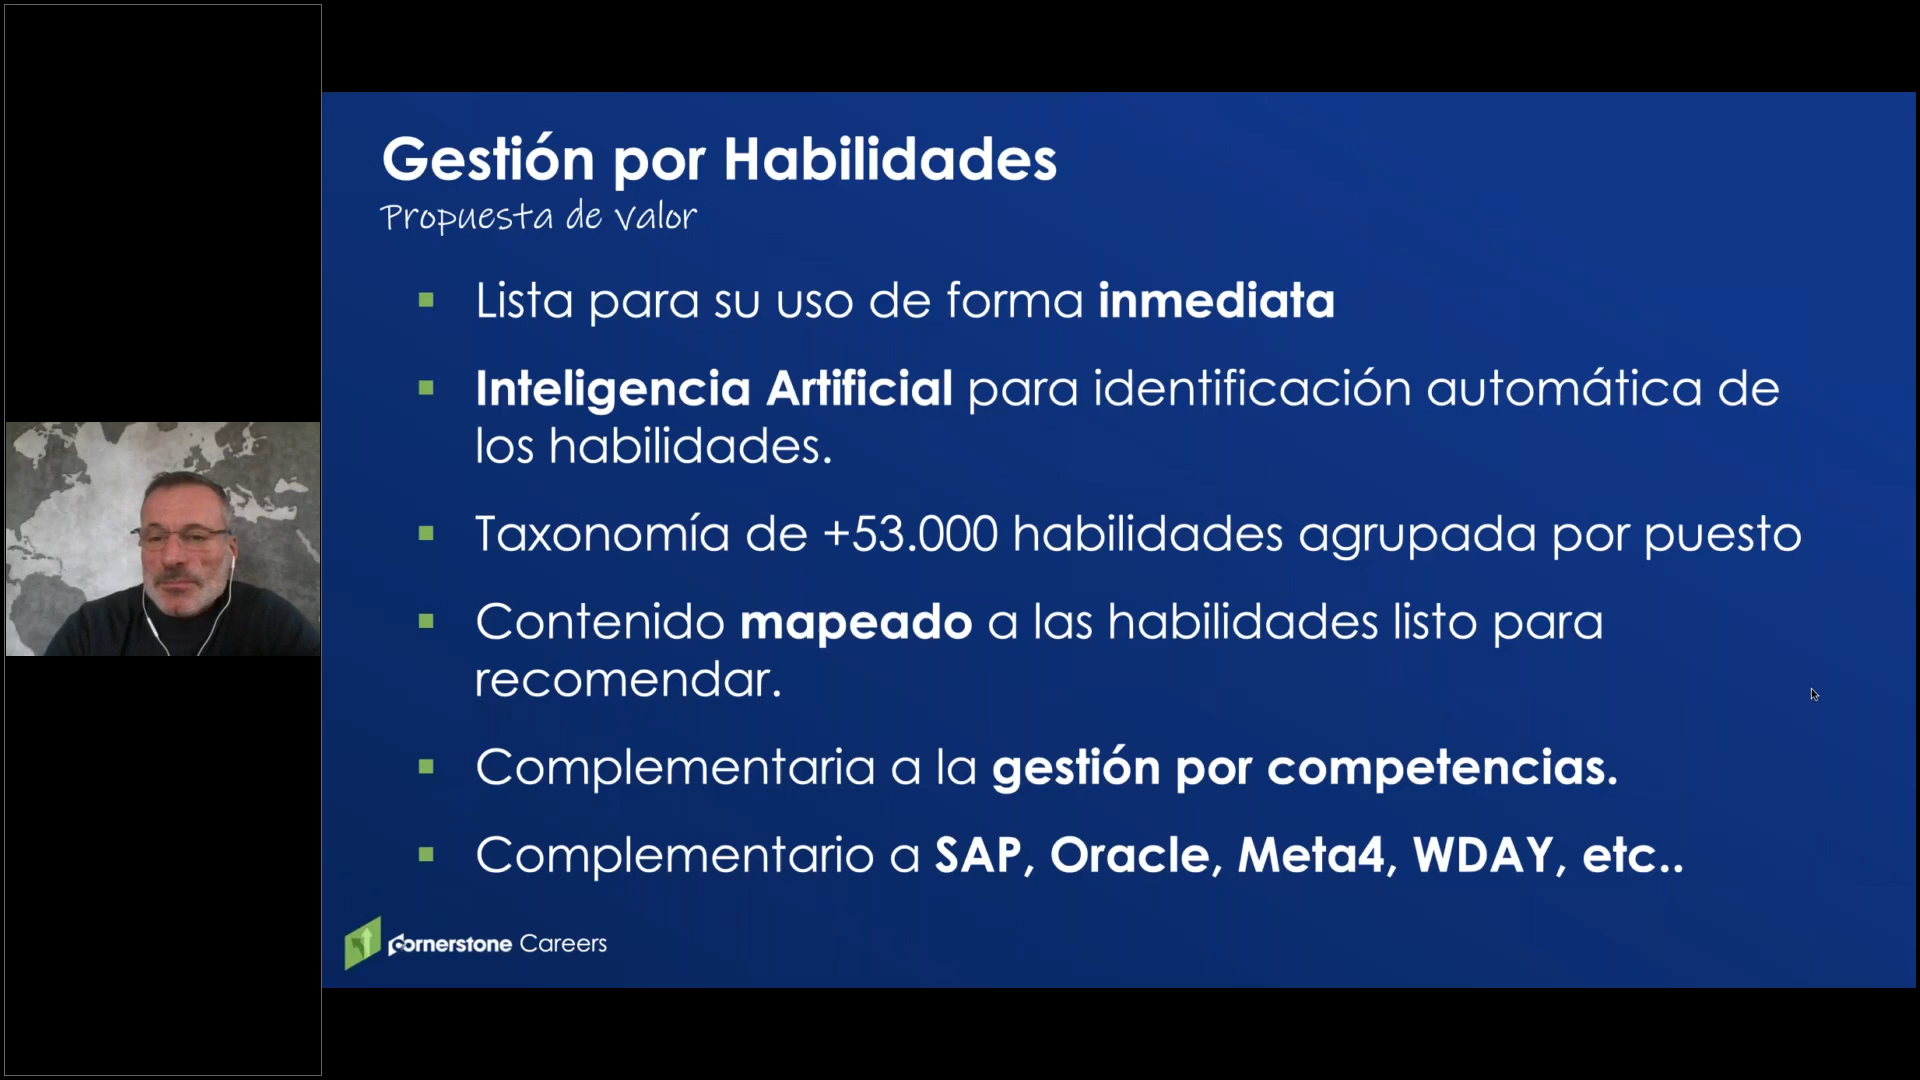 Gestión por Habilidades
Propuesta de valor
Lista para su uso de forma inmediata
Inteligencia Artificial para identificación automática de
los habilidades.
Taxonomía de +53.000 habilidades agrupada por puesto
Contenido mapeado a las habilidades listo para
recomendar.
Complementaria a la gestión por competencias.
Complementario a SAP, Oracle, Meta4, WDAY, etc..
cornerstone Careers